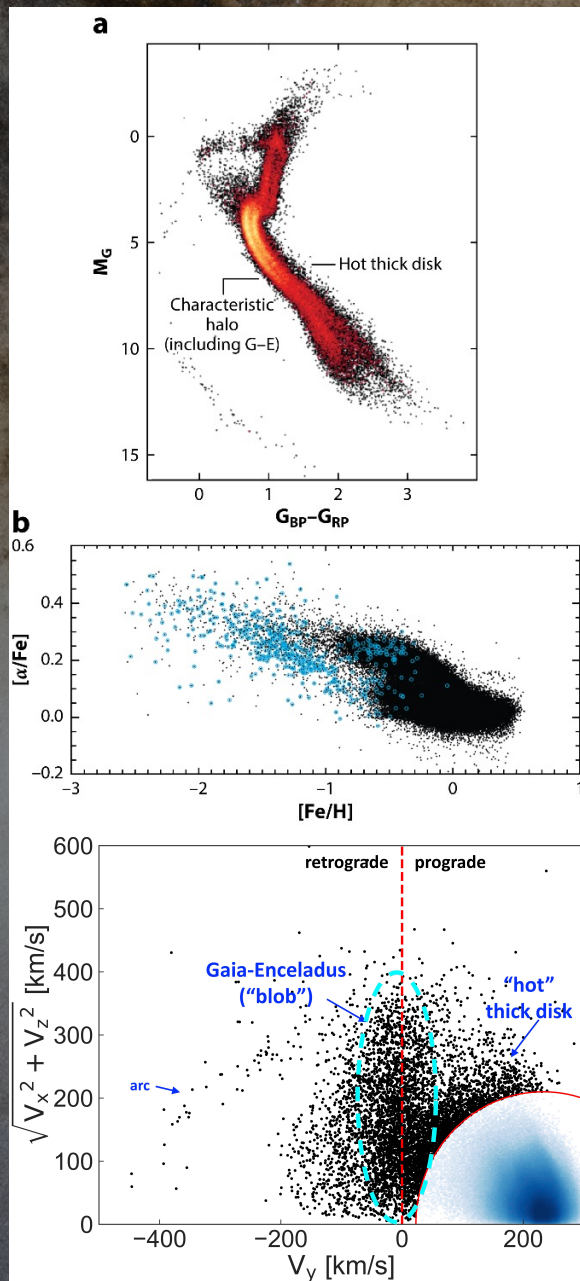 a
0
5
10
15
M_G
Hot thick disk
Characteristic
halo
(including G–E)
0 1 2 3
G_BP–G_RP
b
0.6
0.4
0.2
0.0
−0.2
[α/Fe]
−3 −2 −1 0 1
[Fe/H]
600
500
400
300
200
100
0
√V_x² + V_z² [km/s]
retrograde prograde
Gaia-Enceladus
("blob")
"hot"
thick disk
arc
−400 −200 0 200
V_y [km/s]